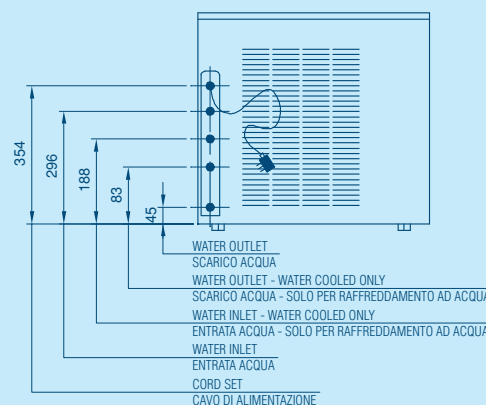 354
296
188
83
45
WATER OUTLET
SCARICO ACQUA
WATER OUTLET - WATER COOLED ONLY
SCARICO ACQUA - SOLO PER RAFFREDDAMENTO AD ACQUA
WATER INLET - WATER COOLED ONLY
ENTRATA ACQUA - SOLO PER RAFFREDDAMENTO AD ACQUA
WATER INLET
ENTRATA ACQUA
CORD SET
CAVO DI ALIMENTAZIONE